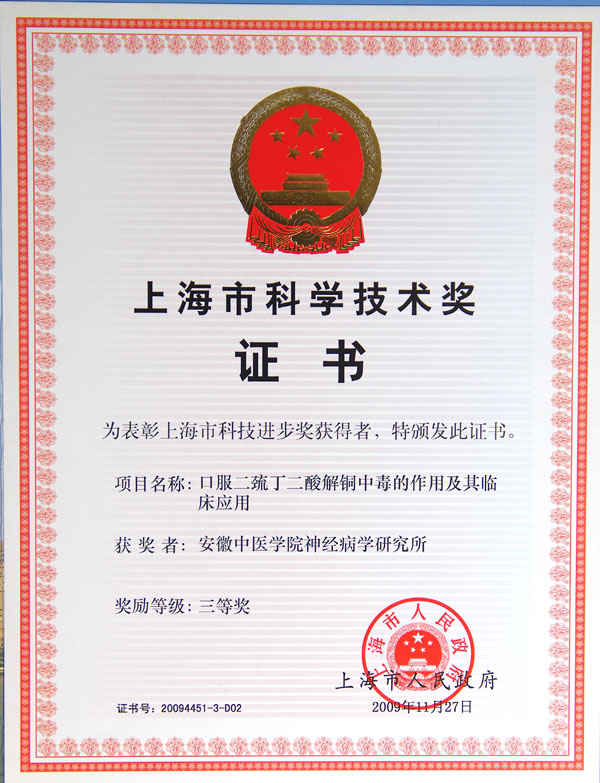 上海市科学技术奖
证书
为表彰上海市科技进步奖获得者，特颁发此证书。
项目名称：口服二巯丁二酸解铜中毒的作用及其临
床应用
获奖者：安徽中医学院神经病学研究所
奖励等级：三等奖
上海市人民政府
上海市人民政府
2009年11月27日
证书号：20094451-3-D02